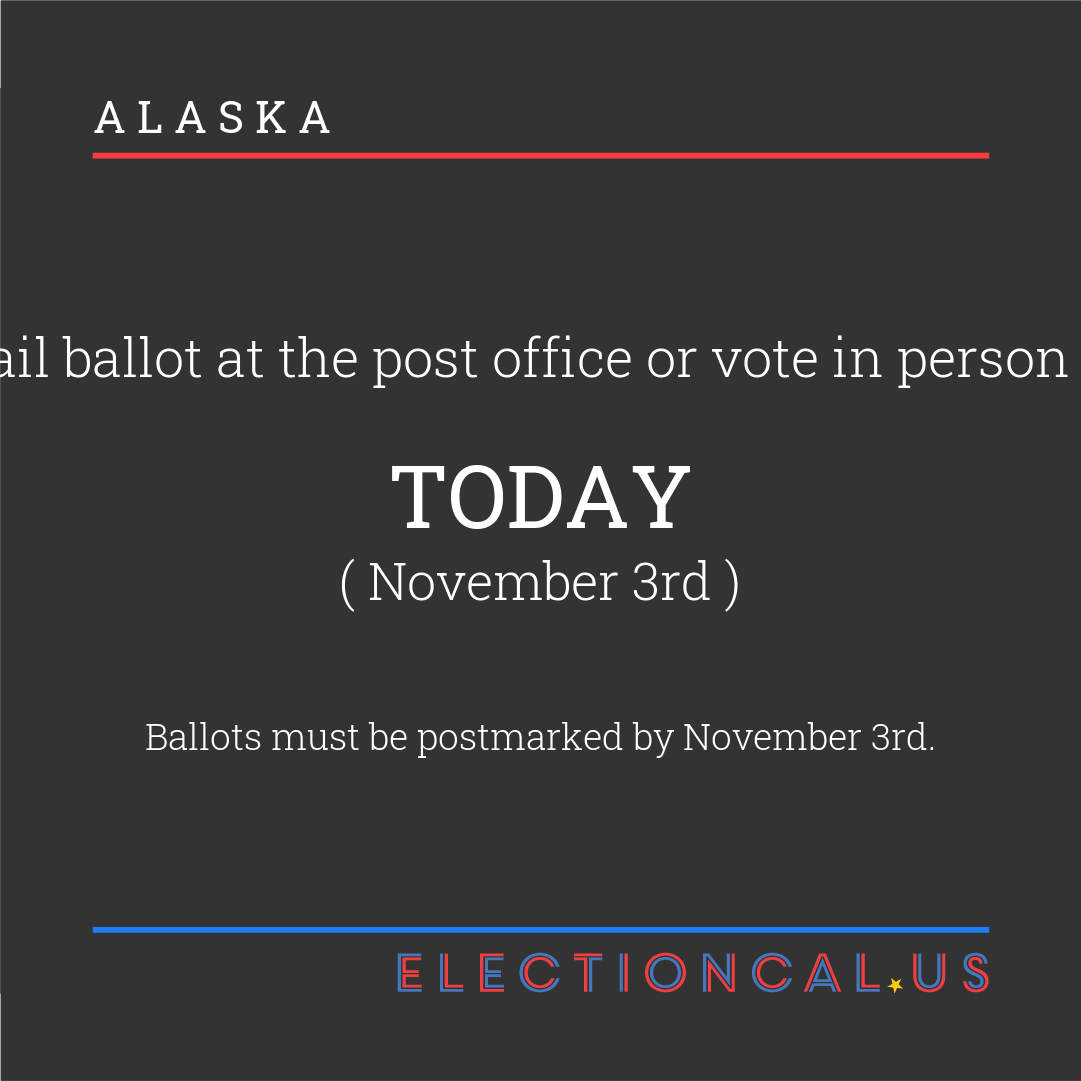 ALASKA
ail ballot at the post office or vote in person
TODAY
( November 3rd )
Ballots must be postmarked by November 3rd.
ELECTIONCAL.US